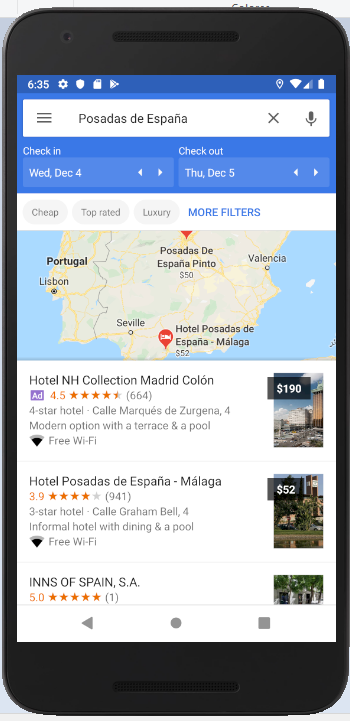 6:35
Posadas de España
Check in
Check out
Wed, Dec 4
Thu, Dec 5
Cheap
Top rated
Luxury
MORE FILTERS
Portugal
Lisbon
Posadas De
España Pinto
$50
Valencia
Seville
Hotel Posadas de
España - Málaga
$52
Hotel NH Collection Madrid Colón
$190
Ad 4.5 (664)
4-star hotel · Calle Marqués de Zurgena, 4
Modern option with a terrace & a pool
Free Wi-Fi
Hotel Posadas de España - Málaga
$52
3.9 (941)
3-star hotel · Calle Graham Bell, 4
Informal hotel with dining & a pool
Free Wi-Fi
INNS OF SPAIN, S.A.
5.0 (1)